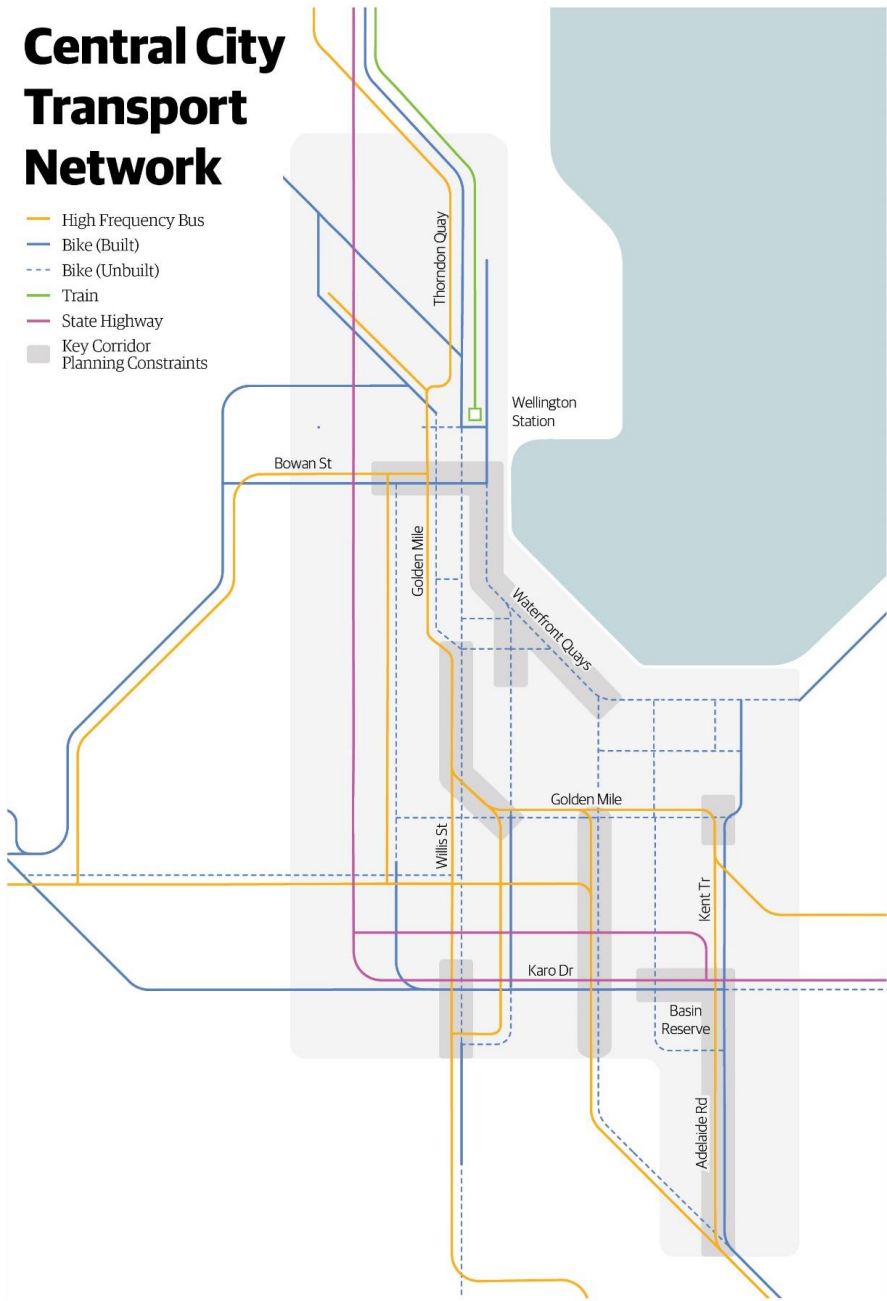 Central City
Transport
Network
High Frequency Bus
Bike (Built)
Bike (Unbuilt)
Train
State Highway
Key Corridor
Planning Constraints
Thorndon Quay
Wellington
Station
Bowan St
Golden Mile
Waterfront Quays
Golden Mile
Willis St
Kent Tr
Karo Dr
Basin
Reserve
Adelaide Rd